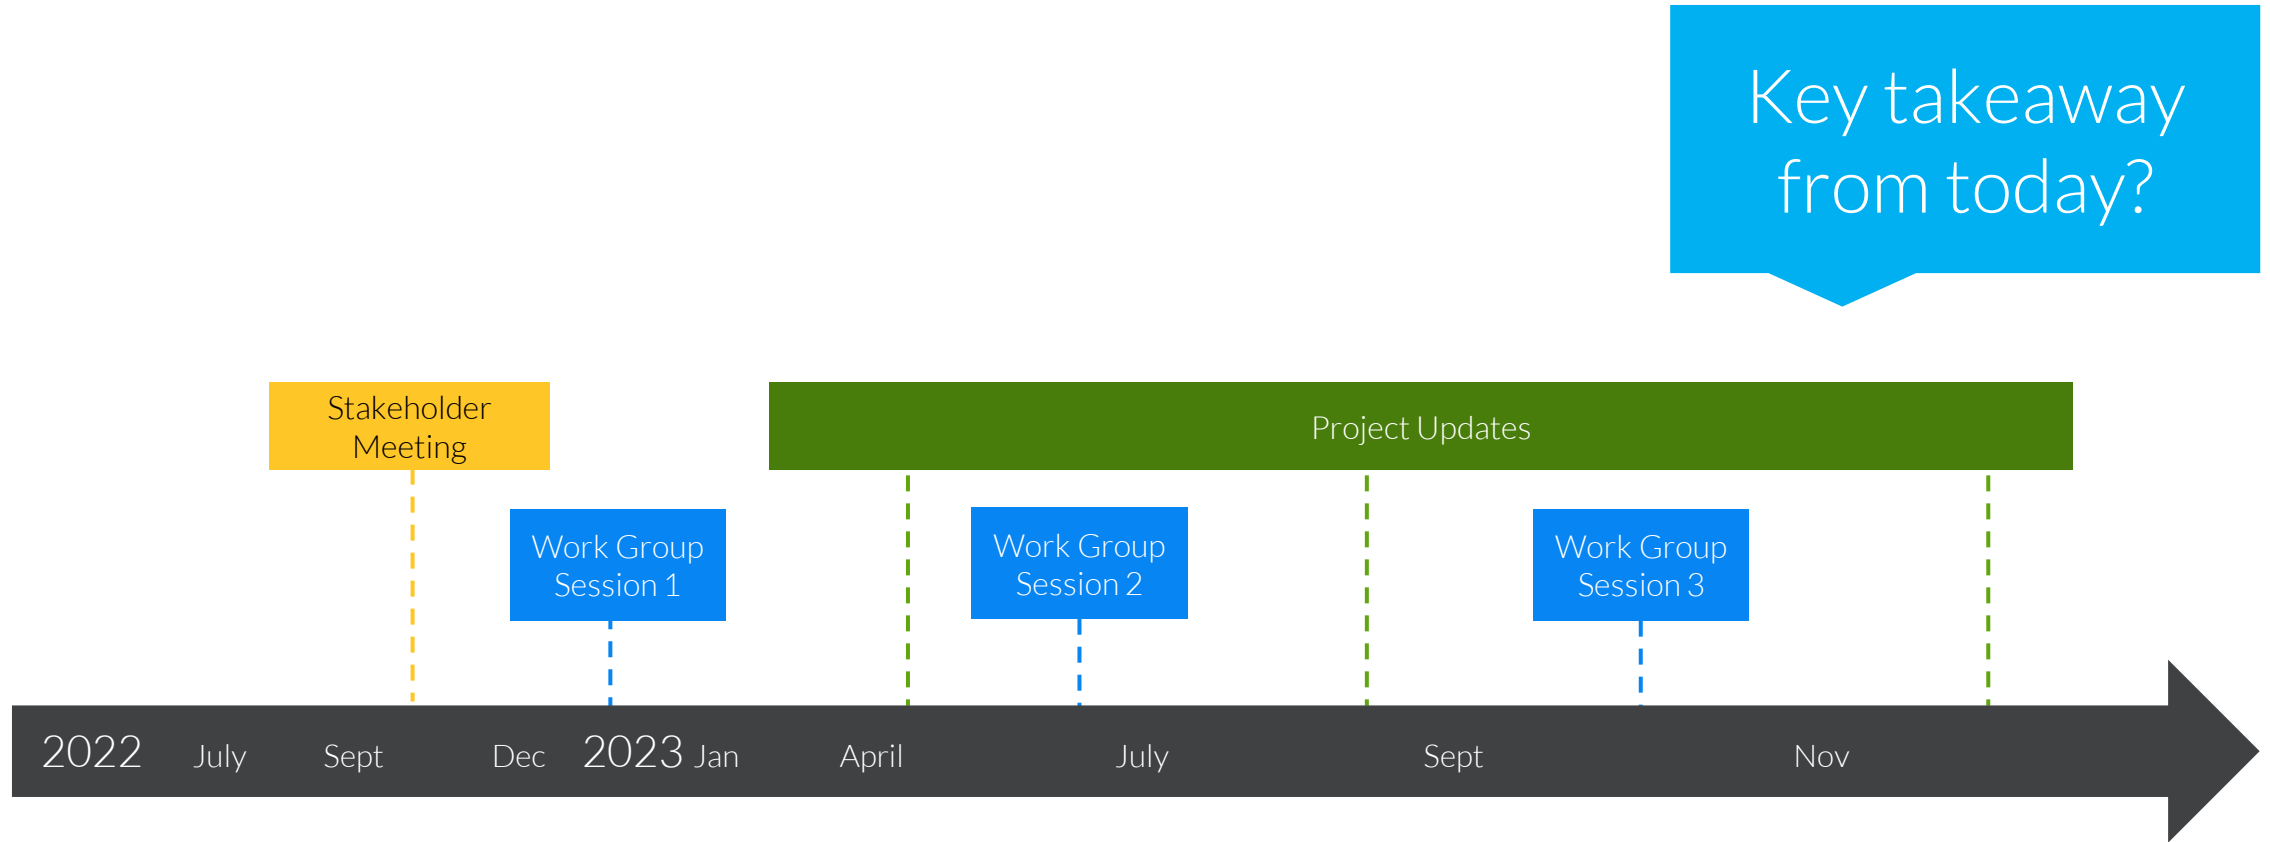 Key takeaway
from today?
Stakeholder
Meeting
Project Updates
Work Group
Session 1
Work Group
Session 2
Work Group
Session 3
2022 July Sept Dec 2023 Jan April July Sept Nov